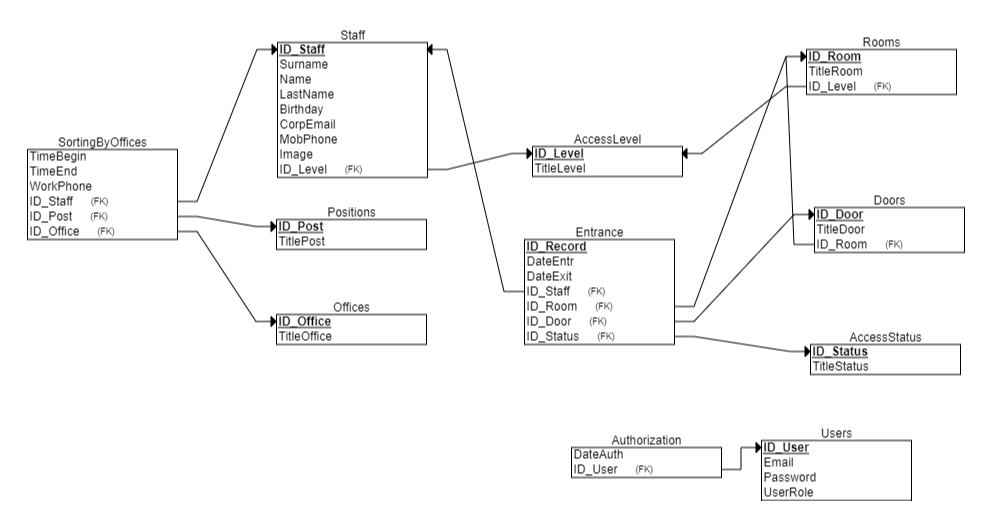 Staff
ID_Staff
Surname
Name
LastName
Birthday
CorpEmail
MobPhone
Image
ID_Level (FK)
Rooms
ID_Room
TitleRoom
ID_Level (FK)
SortingByOffices
TimeBegin
TimeEnd
WorkPhone
ID_Staff (FK)
ID_Post (FK)
ID_Office (FK)
AccessLevel
ID_Level
TitleLevel
Positions
ID_Post
TitlePost
Doors
ID_Door
TitleDoor
ID_Room (FK)
Entrance
ID_Record
DateEntr
DateExit
ID_Staff (FK)
ID_Room (FK)
ID_Door (FK)
ID_Status (FK)
Offices
ID_Office
TitleOffice
AccessStatus
ID_Status
TitleStatus
Authorization
DateAuth
ID_User (FK)
Users
ID_User
Email
Password
UserRole